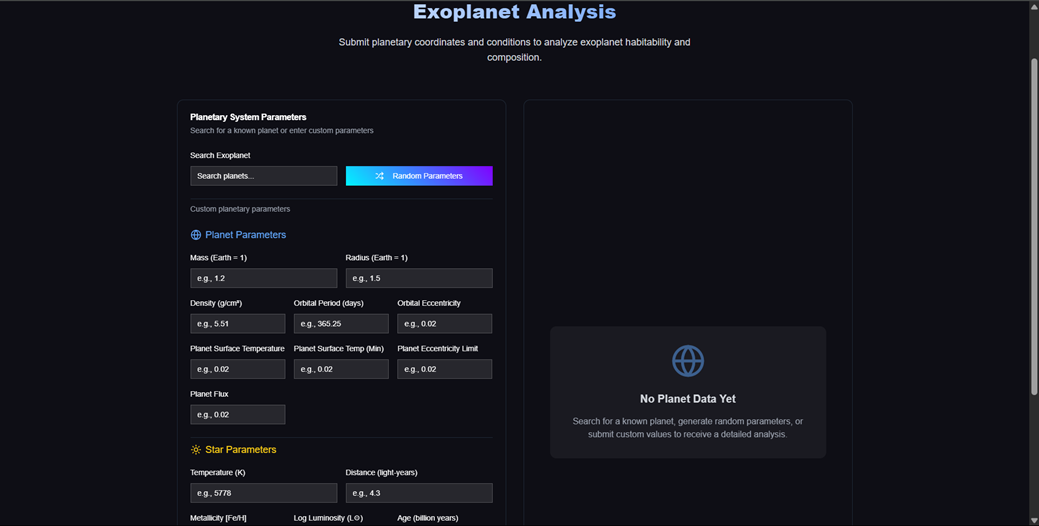 Exoplanet Analysis
Submit planetary coordinates and conditions to analyze exoplanet habitability and
composition.
Planetary System Parameters
Search for a known planet or enter custom parameters
Search Exoplanet
Search planets...
Random Parameters
Custom planetary parameters
Planet Parameters
Mass (Earth = 1)
Radius (Earth = 1)
e.g., 1.2
e.g., 1.5
Density (g/cm³)
Orbital Period (days)
Orbital Eccentricity
e.g., 5.51
e.g., 365.25
e.g., 0.02
Planet Surface Temperature
Planet Surface Temp (Min)
Planet Eccentricity Limit
e.g., 0.02
e.g., 0.02
e.g., 0.02
Planet Flux
e.g., 0.02
Star Parameters
Temperature (K)
Distance (light-years)
e.g., 5778
e.g., 4.3
Metallicity [Fe/H]
Log Luminosity (L⊙)
Age (billion years)
No Planet Data Yet
Search for a known planet, generate random parameters, or
submit custom values to receive a detailed analysis.